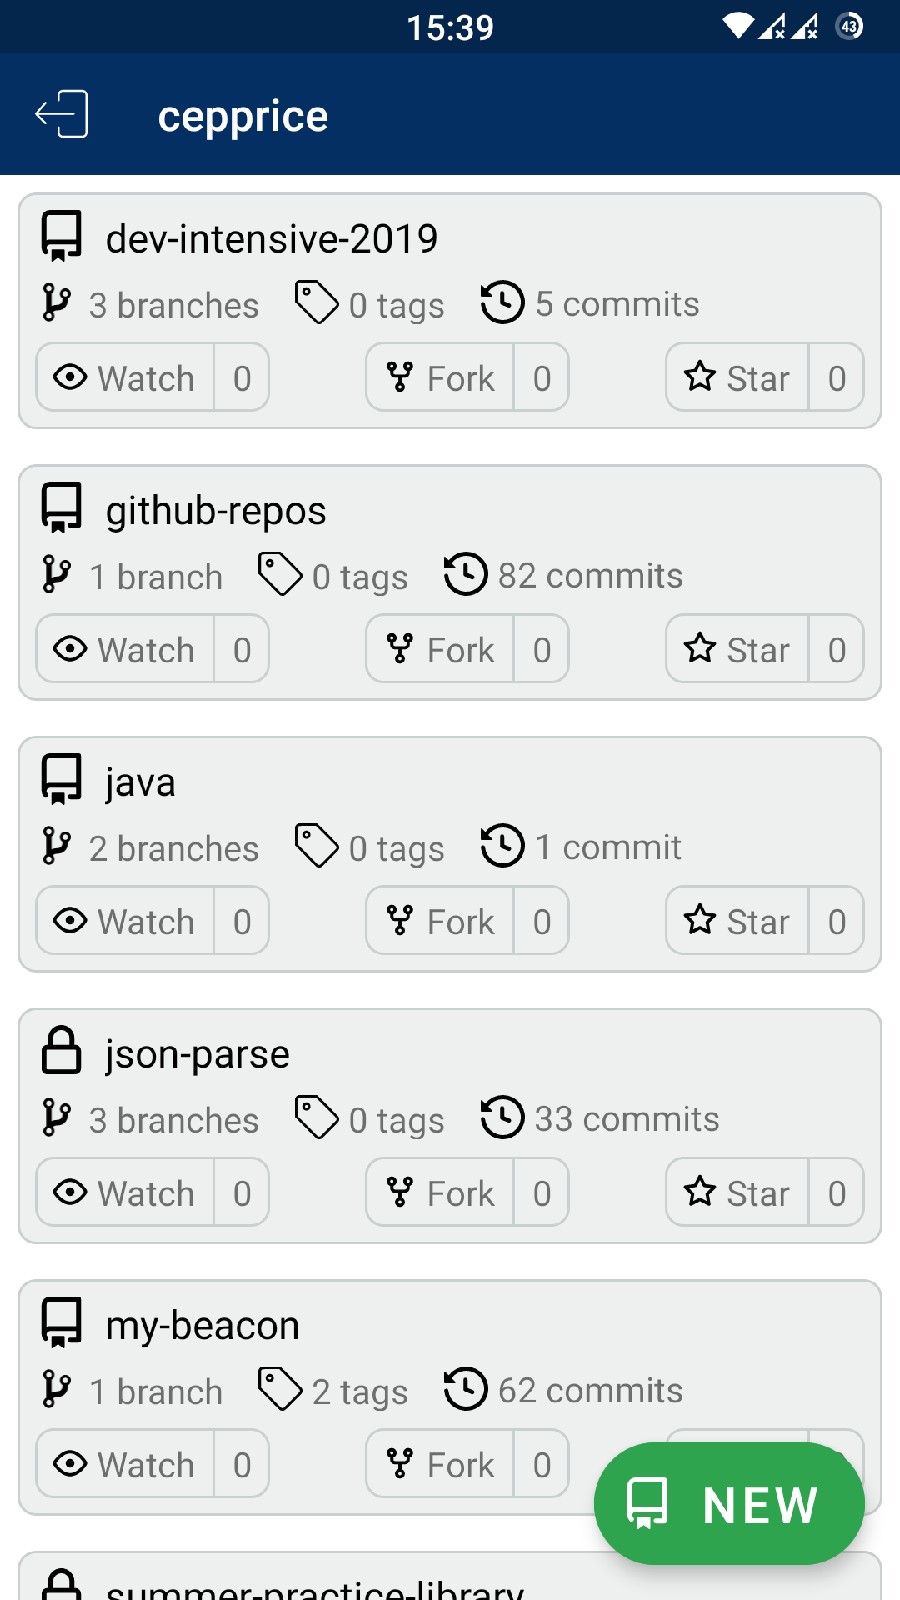 15:39 43
cepprice
dev-intensive-2019
3 branches 0 tags 5 commits
Watch 0 Fork 0 Star 0
github-repos
1 branch 0 tags 82 commits
Watch 0 Fork 0 Star 0
java
2 branches 0 tags 1 commit
Watch 0 Fork 0 Star 0
json-parse
3 branches 0 tags 33 commits
Watch 0 Fork 0 Star 0
my-beacon
1 branch 2 tags 62 commits
Watch 0 Fork 0
NEW
summer-practice-library